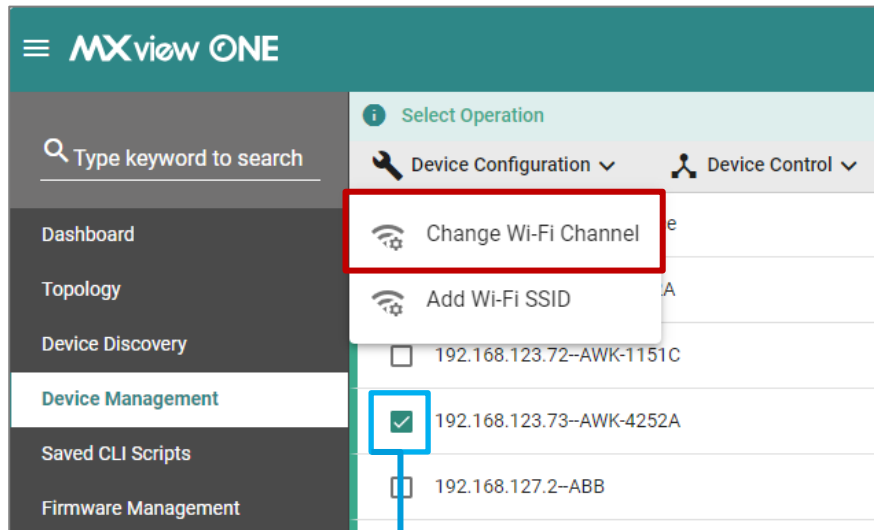 MXview ONE
Select Operation
Type keyword to search
Device Configuration
Device Control
Dashboard
Change Wi-Fi Channel
e
Topology
Add Wi-Fi SSID
A
Device Discovery
192.168.123.72--AWK-1151C
Device Management
192.168.123.73--AWK-4252A
Saved CLI Scripts
192.168.127.2--ABB
Firmware Management